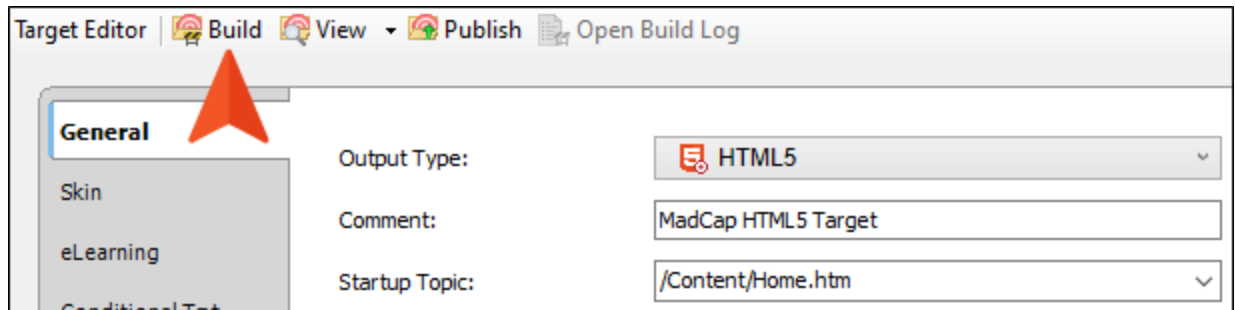 Target Editor Build View Publish Open Build Log
General
Output Type: HTML5
Skin
Comment: MadCap HTML5 Target
eLearning
Startup Topic: /Content/Home.htm
Conditional